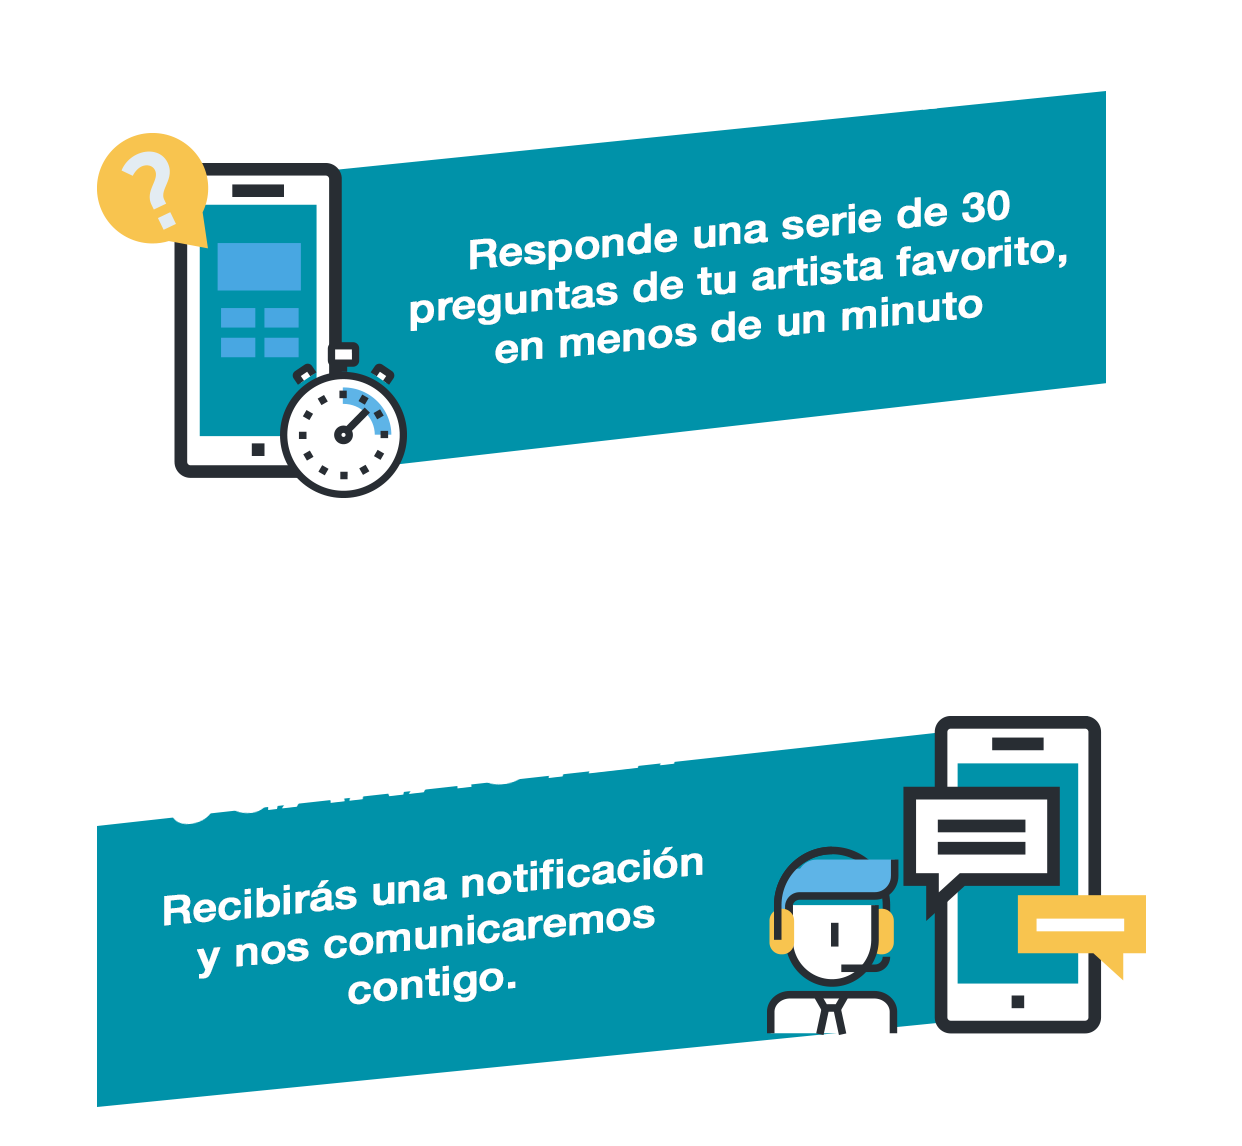 Responde una serie de 30
preguntas de tu artista favorito,
en menos de un minuto
Recibirás una notificación
y nos comunicaremos
contigo.